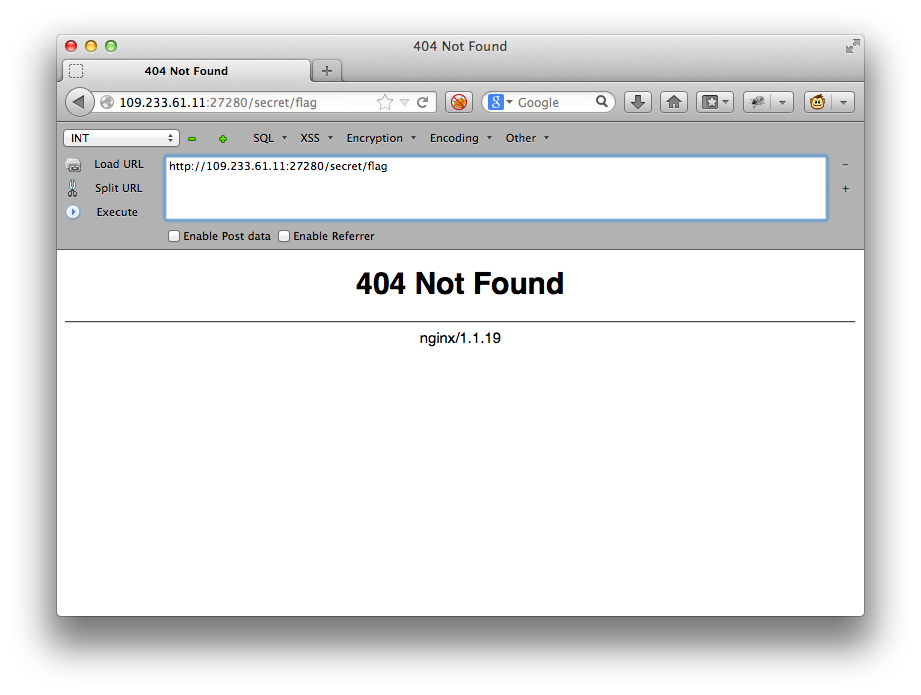 404 Not Found
404 Not Found
109.233.61.11:27280/secret/flag
Google
INT SQL XSS Encryption Encoding Other
Load URL http://109.233.61.11:27280/secret/flag
Split URL
Execute
Enable Post data Enable Referrer
404 Not Found
nginx/1.1.19